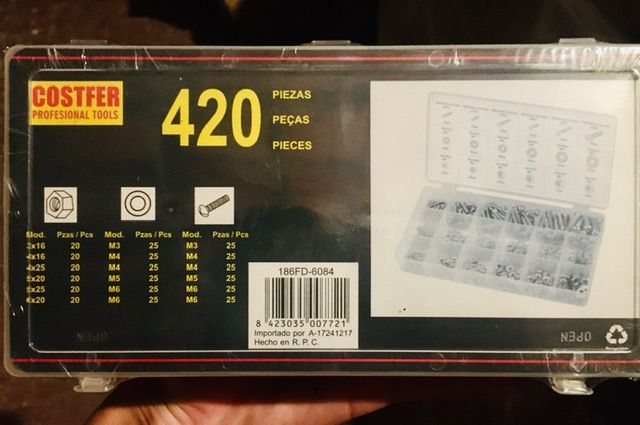 COSTFER
PROFESIONAL TOOLS
420
PIEZAS
PEÇAS
PIECES
Mod. Pzas / Pcs Mod. Pzas / Pcs Mod. Pzas / Pcs
3x16 20 M3 25 M3 25
4x16 20 M4 25 M4 25
4x25 20 M4 25 M4 25
5x20 20 M5 25 M5 25
5x25 20 M6 25 M6 25
6x20 20 M6 25 M6 25
186FD-6084
8 423035 007721
Importado por A-17241217
Hecho en R. P. C.
OPEN
OPEN